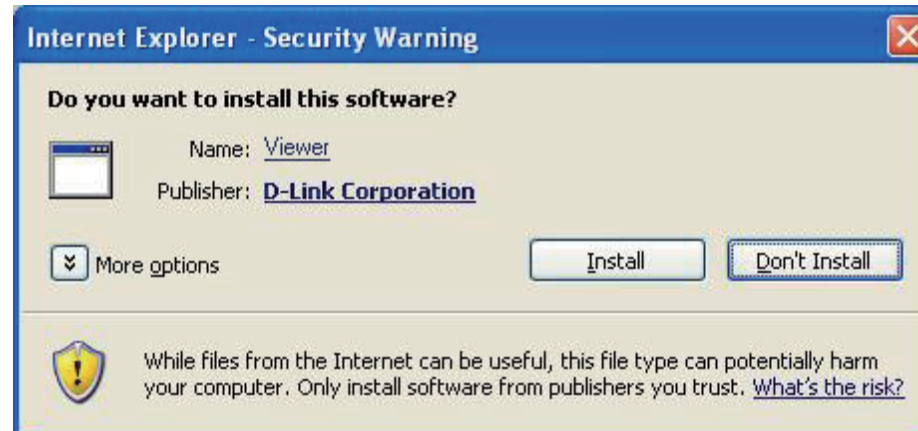 Internet Explorer - Security Warning
Do you want to install this software?
Name: Viewer
Publisher: D-Link Corporation
More options
Install
Don't Install
While files from the Internet can be useful, this file type can potentially harm
your computer. Only install software from publishers you trust. What's the risk?